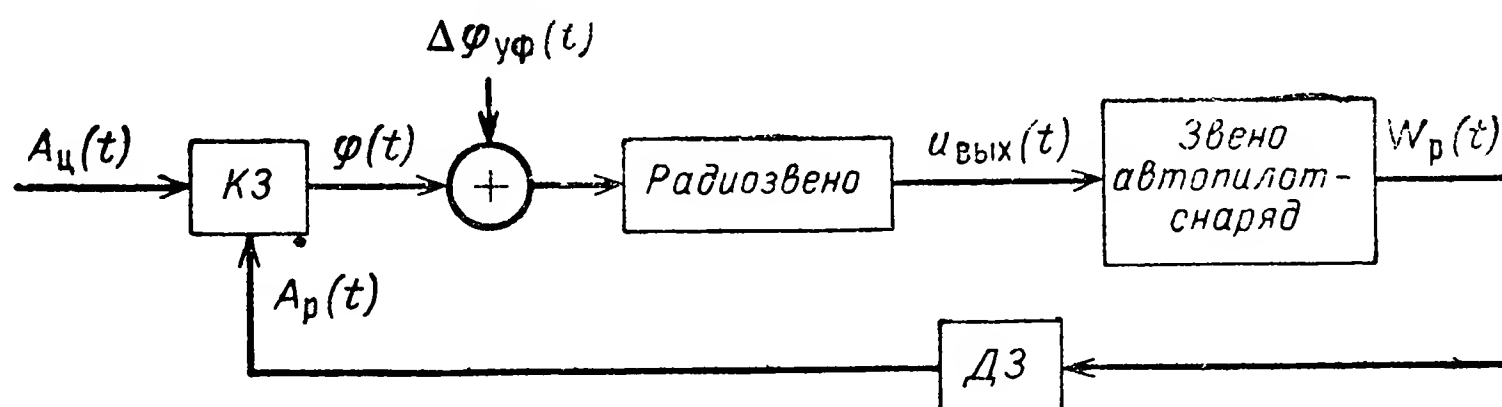 Δφуф(t)
Aц(t)
КЗ
φ(t)
+
Радиозвено
uвых(t)
Звено
автопилот-
снаряд
Wр(t)
Aр(t)
ДЗ